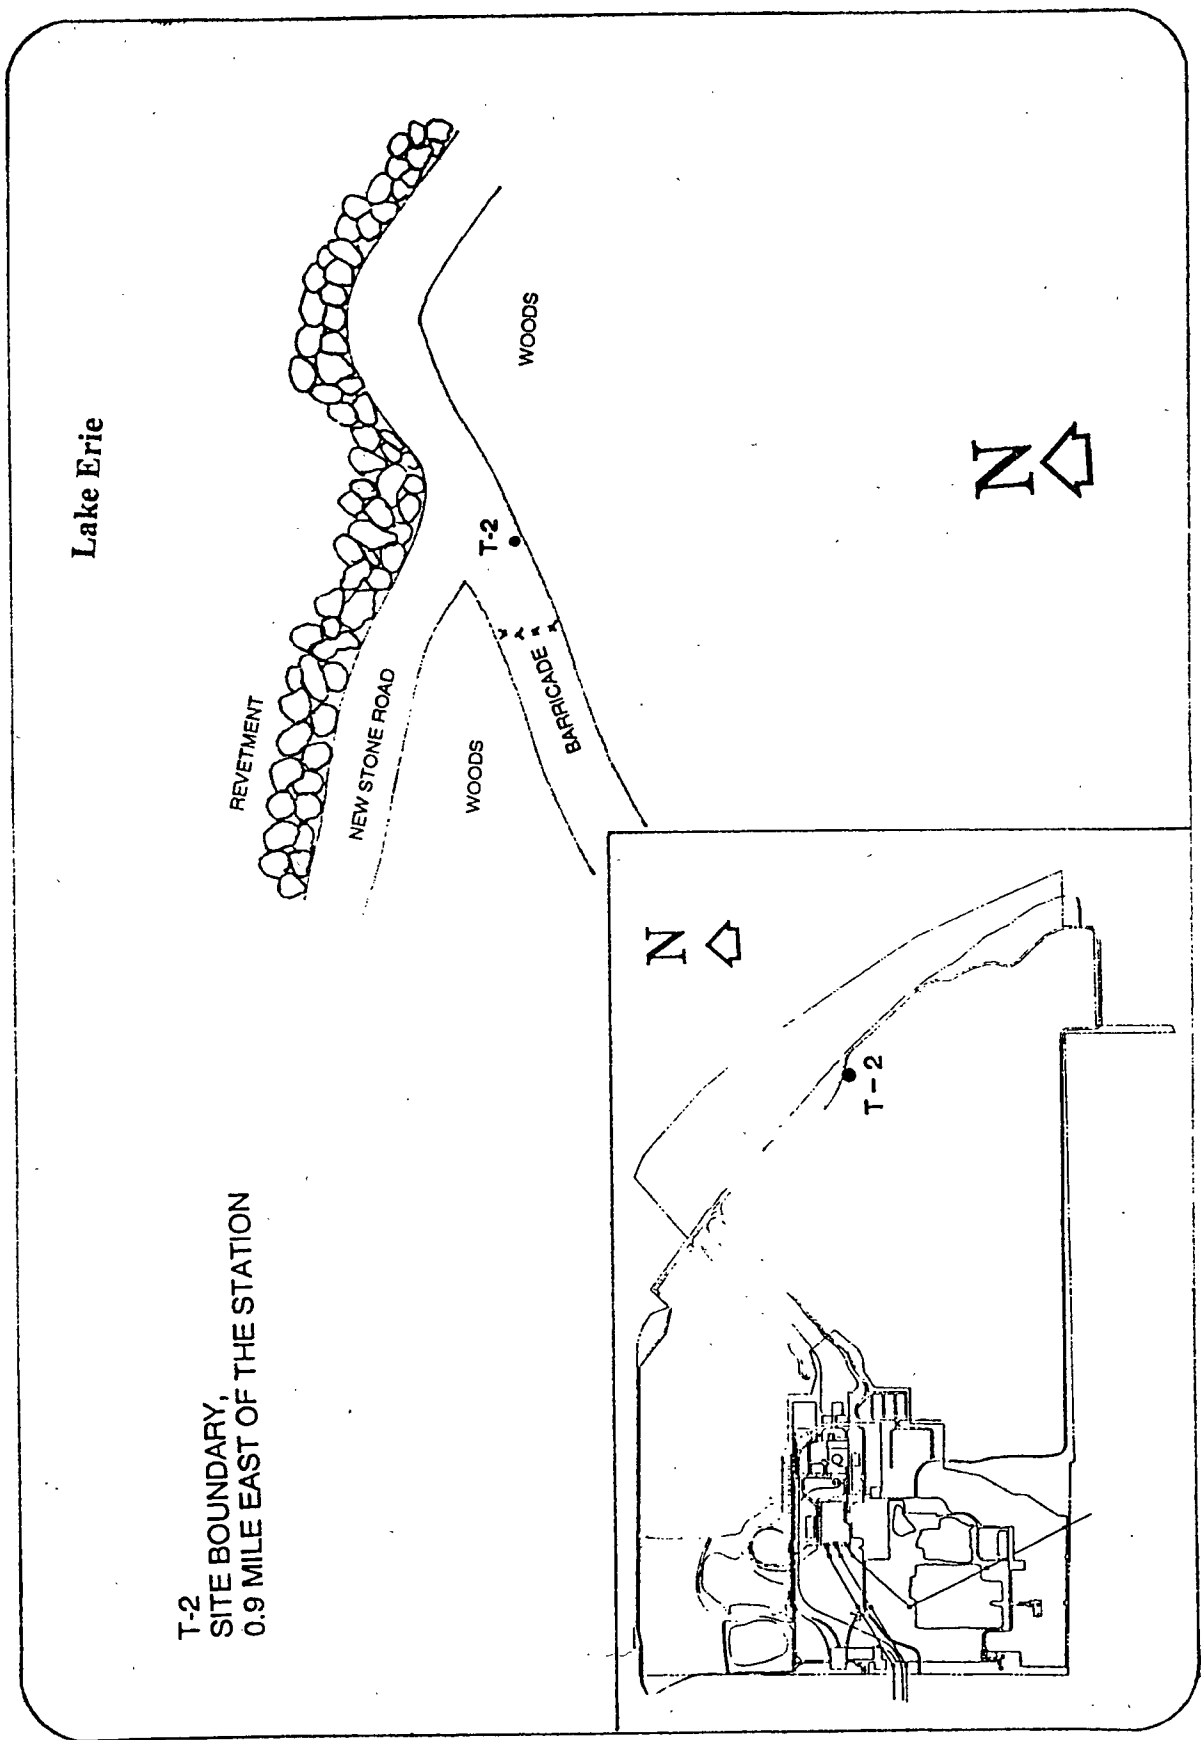 T-2
SITE BOUNDARY,
0.9 MILE EAST OF THE STATION
Lake Erie
REVETMENT
NEW STONE ROAD
WOODS
BARRICADE
T-2
WOODS
N
N
T-2